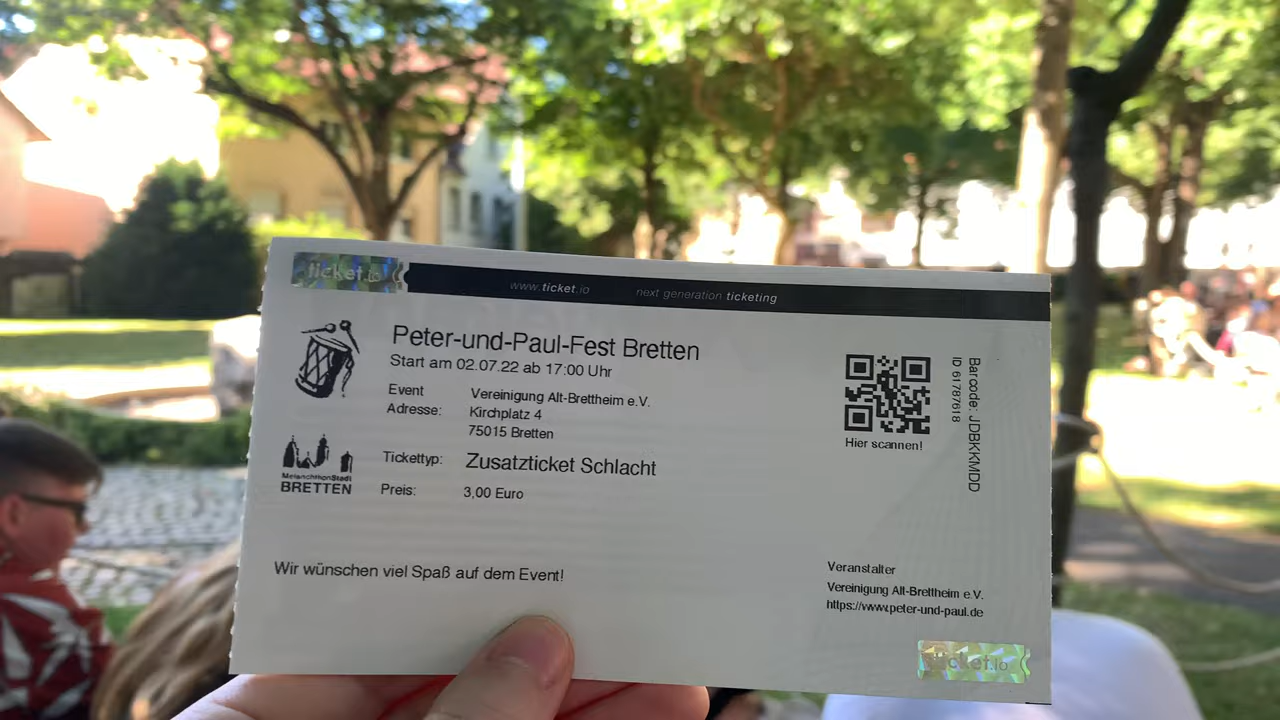 ticket.io
www.ticket.io next generation ticketing
Peter-und-Paul-Fest Bretten
Start am 02.07.22 ab 17:00 Uhr
Event Adresse: Vereinigung Alt-Brettheim e.V.
Kirchplatz 4
75015 Bretten
MelanchthonStadt
BRETTEN
Tickettyp: Zusatzticket Schlacht
Preis: 3,00 Euro
Wir wünschen viel Spaß auf dem Event!
Hier scannen!
Barcode: JDBKKMDD
ID 61787618
Veranstalter
Vereinigung Alt-Brettheim e.V.
https://www.peter-und-paul.de
ticket.io